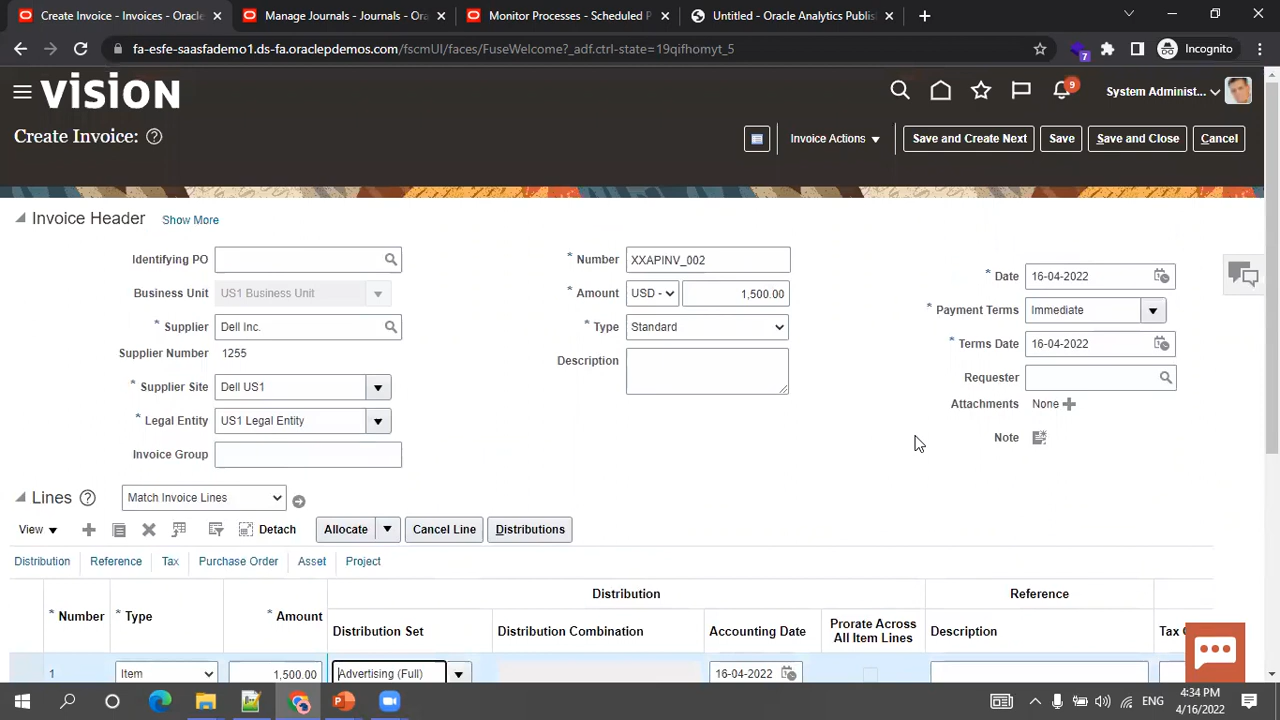 Create Invoice - Invoices - Oracle
Manage Journals - Journals - Ora
Monitor Processes - Scheduled P
Untitled - Oracle Analytics Publis
fa-esfe-saasfademo1.ds-fa.oraclepdemos.com/fscmUI/faces/FuseWelcome?_adf.ctrl-state=19qifhomyt_5
7
Incognito
VISION
9
System Administ...
Create Invoice:
Invoice Actions
Save and Create Next
Save
Save and Close
Cancel
Invoice Header
Show More
Identifying PO
* Number XXAPINV_002
* Date 16-04-2022
Business Unit US1 Business Unit
* Amount USD - 1,500.00
* Payment Terms Immediate
* Supplier Dell Inc.
* Type Standard
* Terms Date 16-04-2022
Supplier Number 1255
Description
Requester
* Supplier Site Dell US1
Attachments None
* Legal Entity US1 Legal Entity
Note
Invoice Group
Lines
Match Invoice Lines
View
Detach
Allocate
Cancel Line
Distributions
Distribution
Reference
Tax
Purchase Order
Asset
Project
Distribution
Reference
* Number
* Type
* Amount
Distribution Set
Distribution Combination
Accounting Date
Prorate Across
All Item Lines
Description
1
Item
1,500.00
Advertising (Full)
16-04-2022
ENG
4:34 PM
4/16/2022